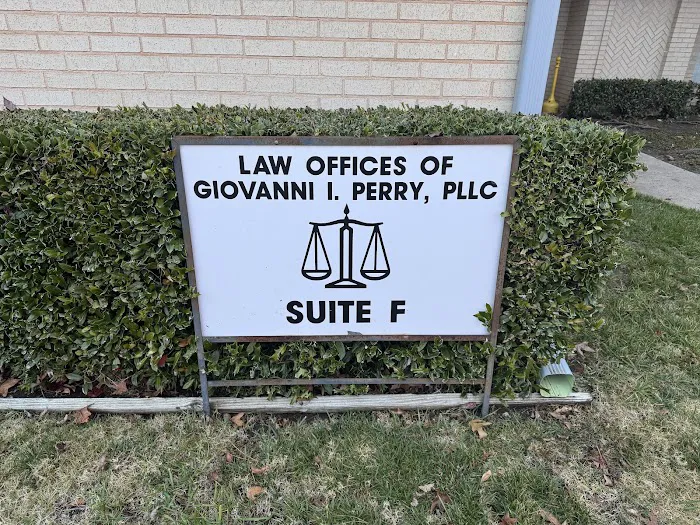 LAW OFFICES OF
GIOVANNI I. PERRY, PLLC
SUITE F